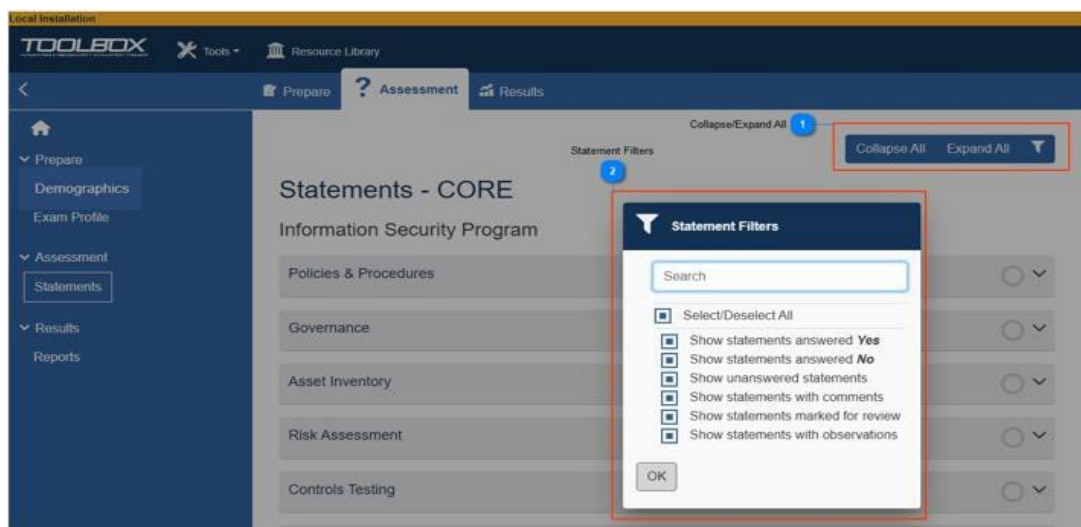 Local Installation
TOOLBOX
Tools
Resource Library
Prepare
? Assessment
Results
Collapse/Expand All 1
Statement Filters
2
Collapse All Expand All
Prepare
Demographics
Exam Profile
Assessment
Statements
Results
Reports
Statements - CORE
Information Security Program
Policies & Procedures
Governance
Asset Inventory
Risk Assessment
Controls Testing
Statement Filters
Search
Select/Deselect All
Show statements answered Yes
Show statements answered No
Show unanswered statements
Show statements with comments
Show statements marked for review
Show statements with observations
OK